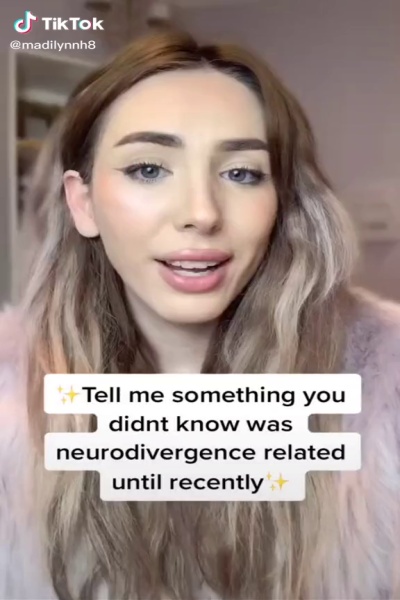 TikTok
@madilynnh8
✨Tell me something you
didnt know was
neurodivergence related
until recently✨